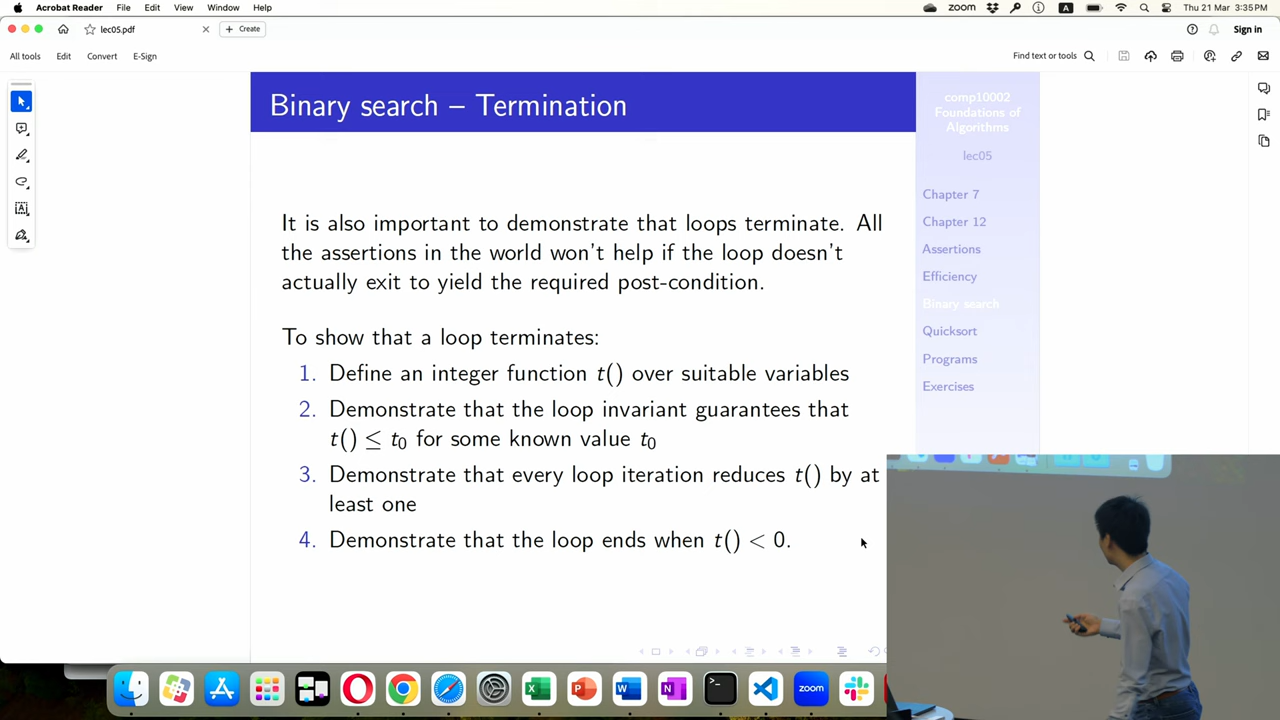 Acrobat Reader File Edit View Window Help
zoom A Thu 21 Mar 3:35 PM
lec05.pdf
+ Create
Sign in
All tools Edit Convert E-Sign
Find text or tools
Binary search – Termination
It is also important to demonstrate that loops terminate. All
the assertions in the world won't help if the loop doesn't
actually exit to yield the required post-condition.
To show that a loop terminates:
1. Define an integer function t() over suitable variables
2. Demonstrate that the loop invariant guarantees that
t() ≤ t₀ for some known value t₀
3. Demonstrate that every loop iteration reduces t() by at
least one
4. Demonstrate that the loop ends when t() < 0.
comp10002
Foundations of
Algorithms
lec05
Chapter 7
Chapter 12
Assertions
Efficiency
Binary search
Quicksort
Programs
Exercises
zoom